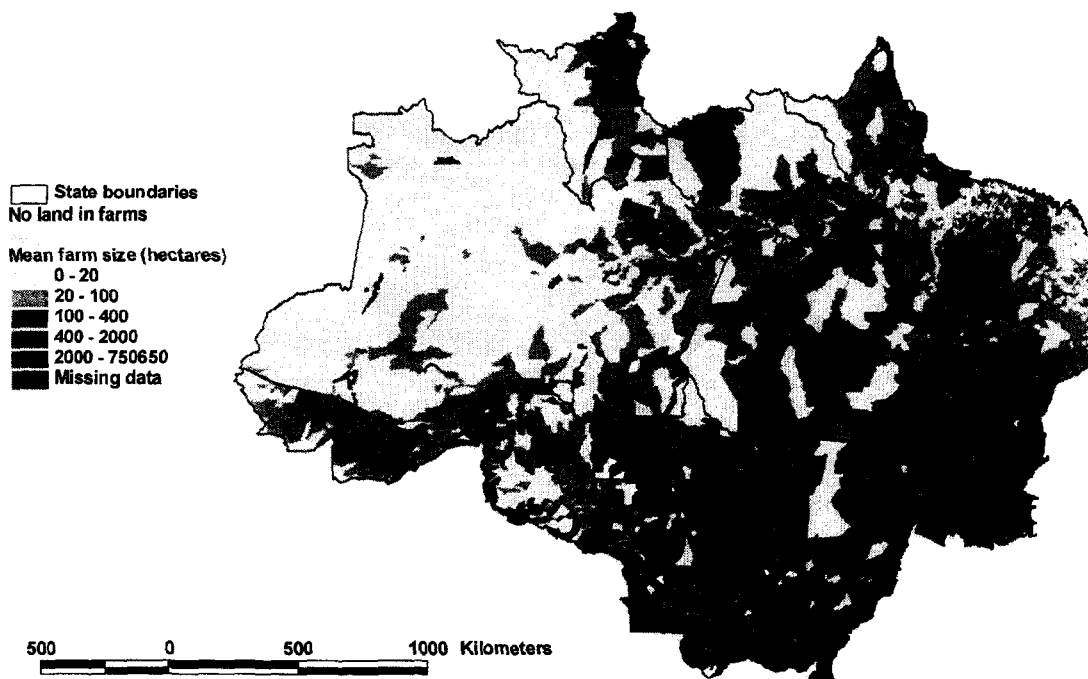 State boundaries
No land in farms
Mean farm size (hectares)
0 - 20
20 - 100
100 - 400
400 - 2000
2000 - 750650
Missing data
500 0 500 1000 Kilometers